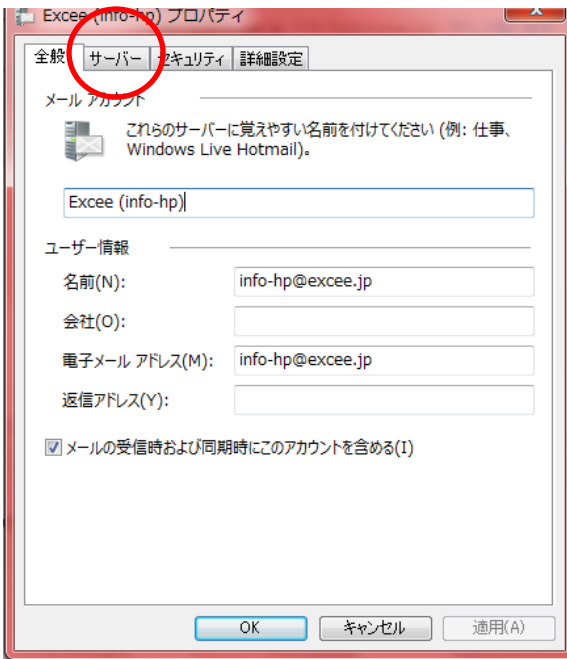 Excee (info-hp) プロパティ
全般 サーバー セキュリティ 詳細設定
メール アカウント
これらのサーバーに覚えやすい名前を付けてください (例: 仕事、
Windows Live Hotmail)。
Excee (info-hp)
ユーザー情報
名前(N): info-hp@excee.jp
会社(O):
電子メール アドレス(M): info-hp@excee.jp
返信アドレス(Y):
メールの受信時および同期時にこのアカウントを含める(I)
OK キャンセル 適用(A)